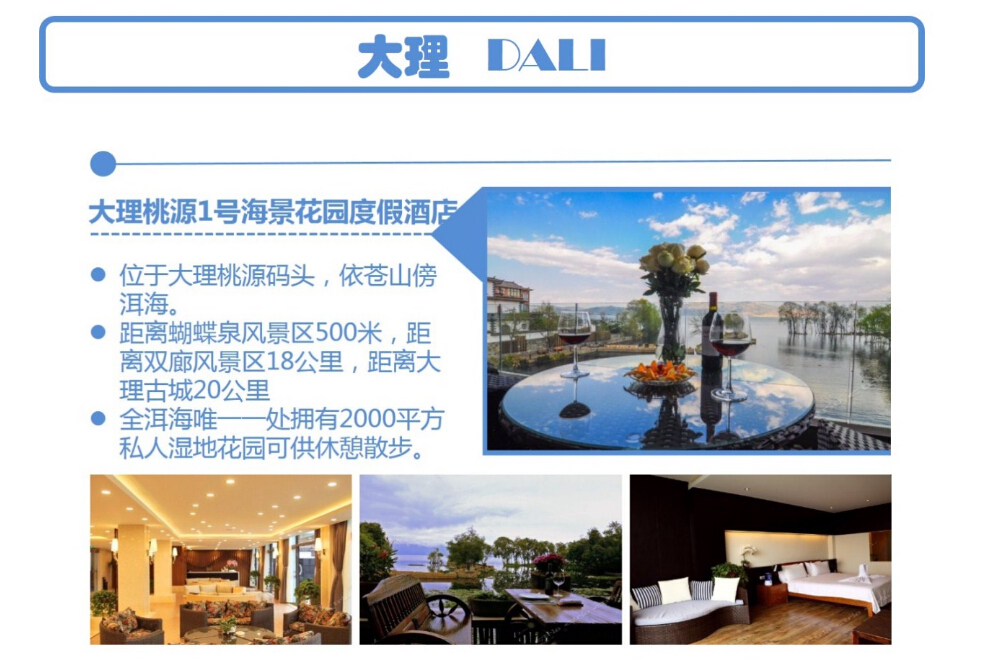 大理 DALI
大理桃源1号海景花园度假酒店
● 位于大理桃源码头，依苍山傍
洱海。
● 距离蝴蝶泉风景区500米，距
离双廊风景区18公里，距离大
理古城20公里
● 全洱海唯一一处拥有2000平方
私人湿地花园可供休憩散步。